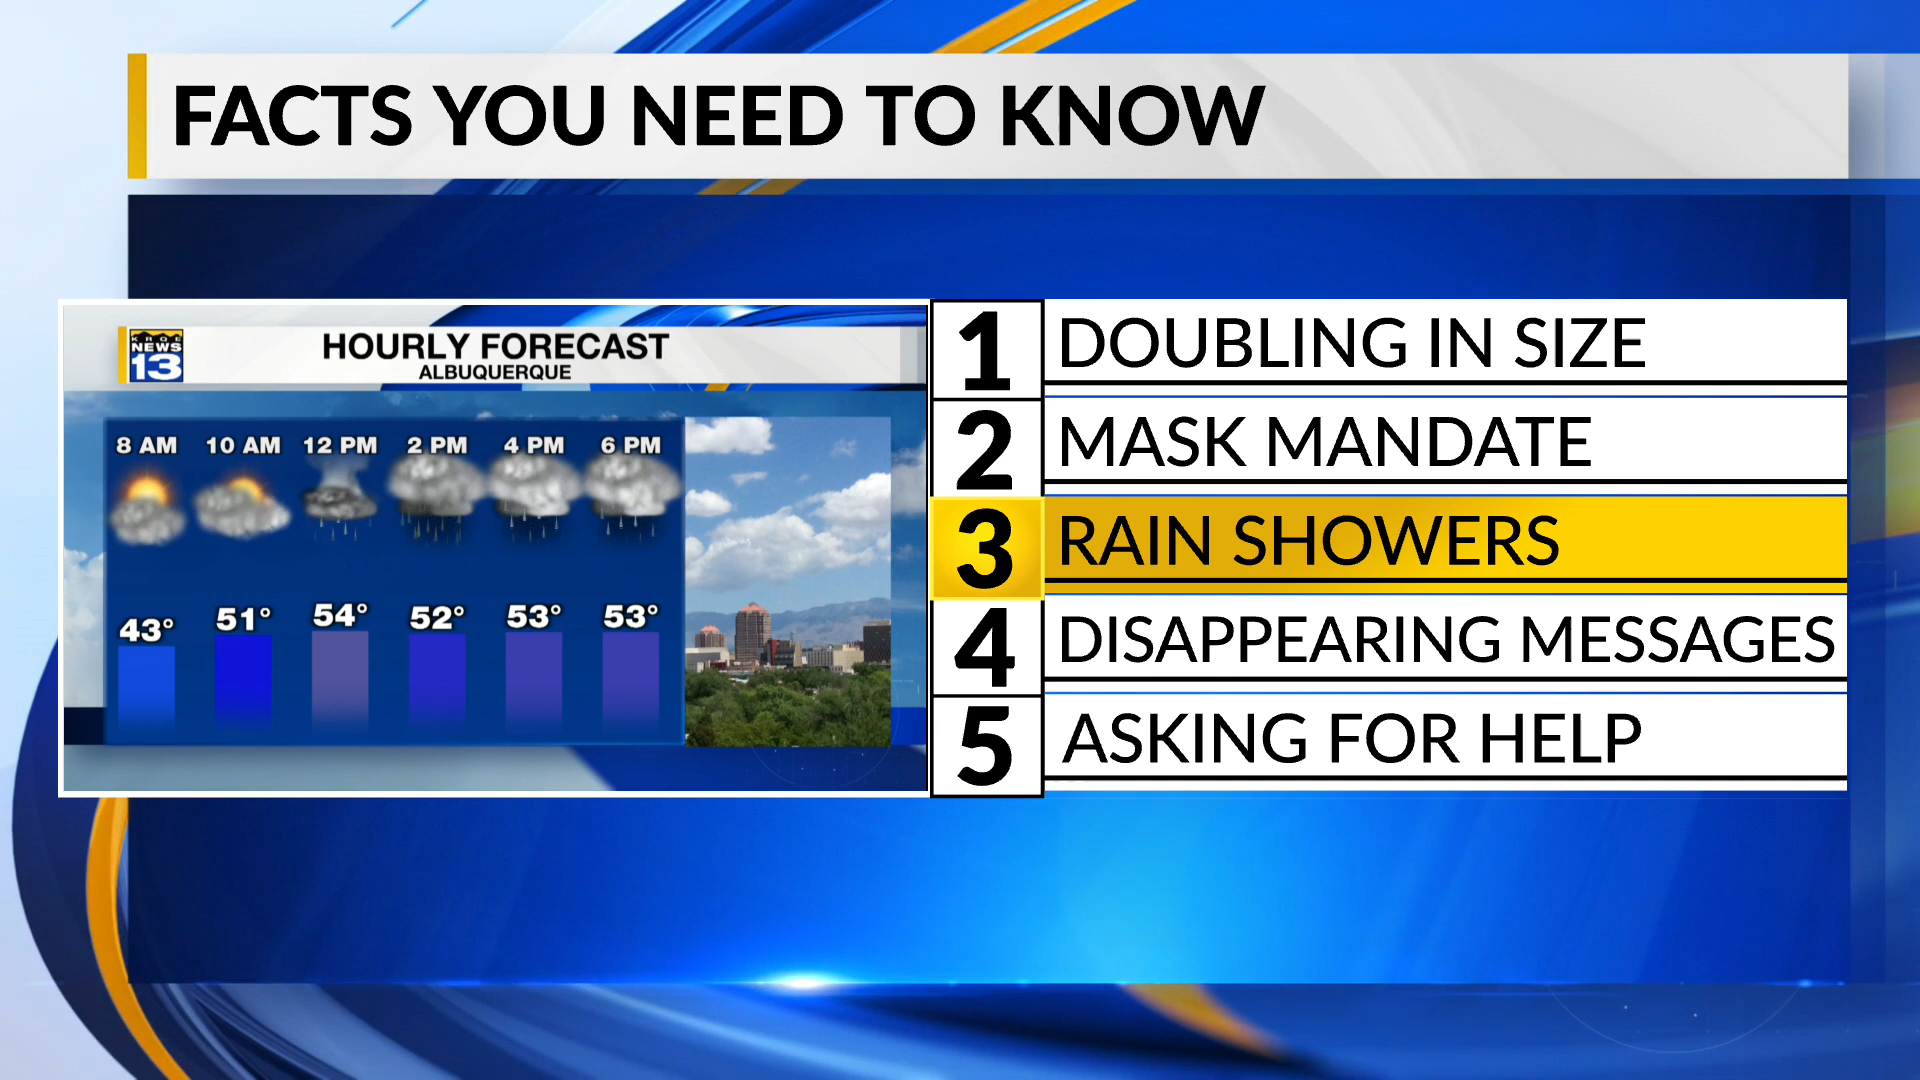 FACTS YOU NEED TO KNOW
KRQE
NEWS
13
HOURLY FORECAST
ALBUQUERQUE
8 AM 10 AM 12 PM 2 PM 4 PM 6 PM
43° 51° 54° 52° 53° 53°
1 DOUBLING IN SIZE
2 MASK MANDATE
3 RAIN SHOWERS
4 DISAPPEARING MESSAGES
5 ASKING FOR HELP